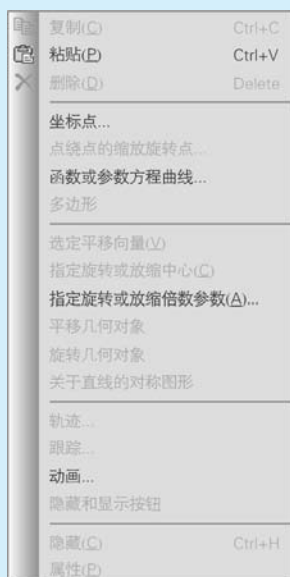 复制(C) Ctrl+C
粘贴(P) Ctrl+V
删除(D) Delete
坐标点...
点绕点的缩放旋转点...
函数或参数方程曲线...
多边形
选定平移向量(V)
指定旋转或放缩中心(C)
指定旋转或放缩倍数参数(A)...
平移几何对象
旋转几何对象
关于直线的对称图形
轨迹...
跟踪...
动画...
隐藏和显示按钮
隐藏(C) Ctrl+H
属性(P)